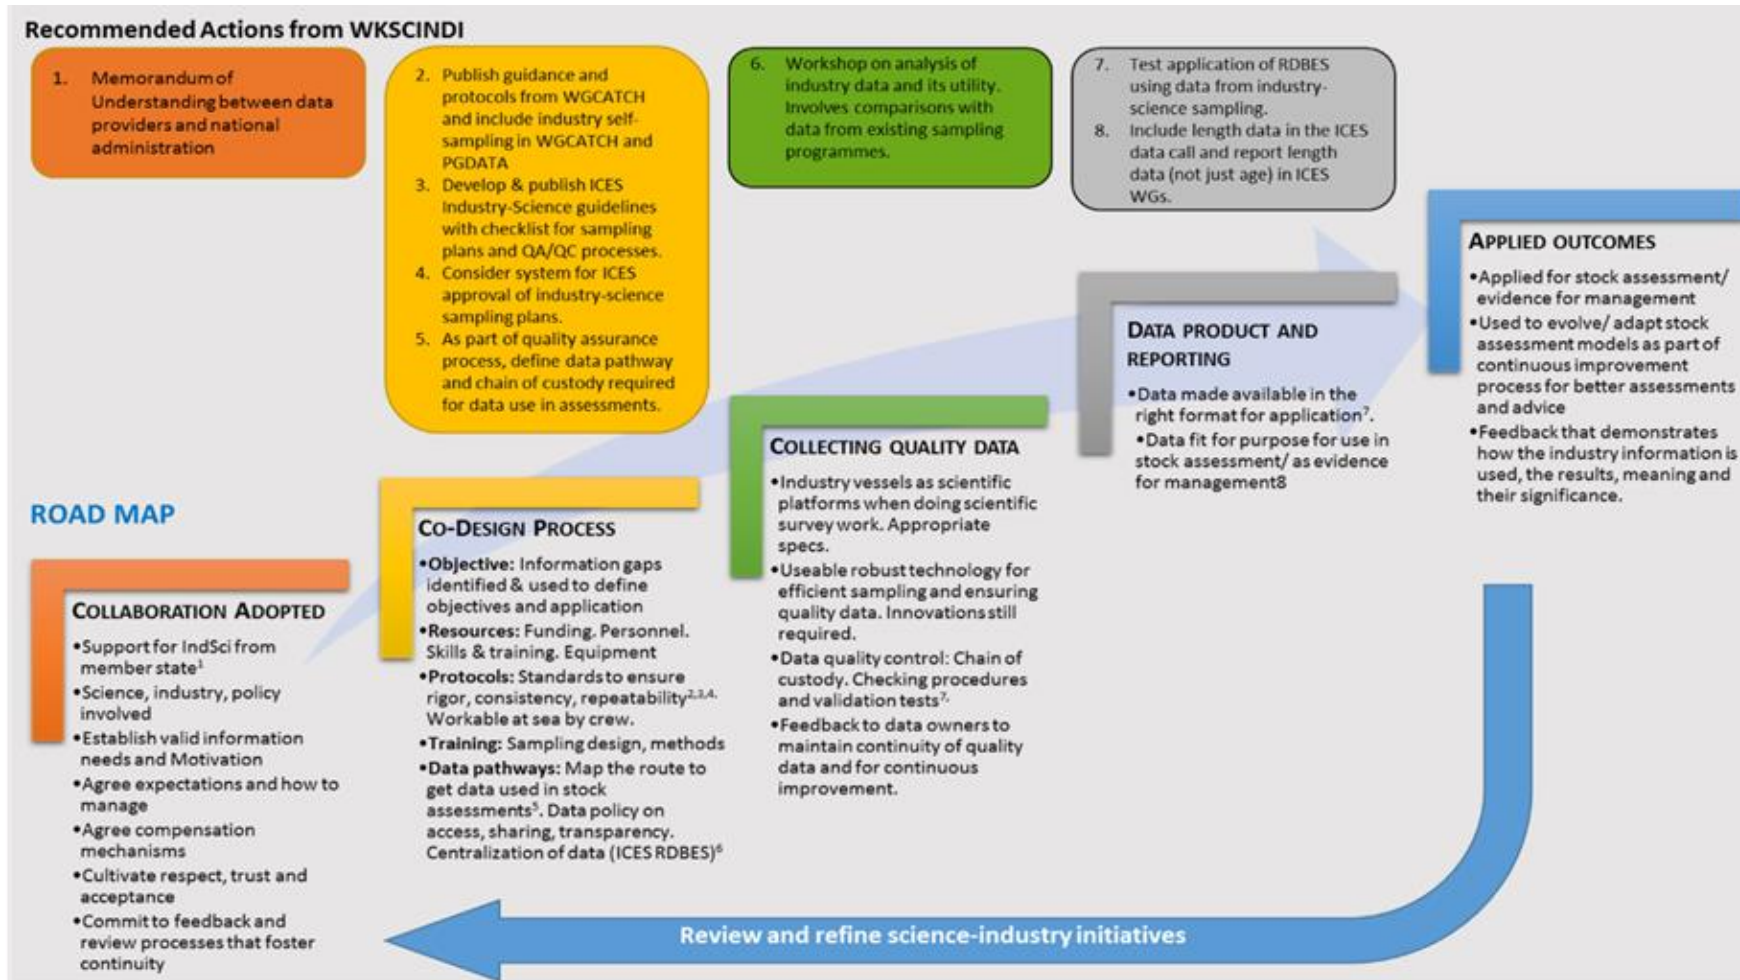 Recommended Actions from WKSCINDI
1. Memorandum of
Understanding between data
providers and national
administration
2. Publish guidance and
protocols from WGCATCH
and include industry self-
sampling in WGCATCH and
PGDATA
3. Develop & publish ICES
Industry-Science guidelines
with checklist for sampling
plans and QA/QC processes.
4. Consider system for ICES
approval of industry-science
sampling plans.
5. As part of quality assurance
process, define data pathway
and chain of custody required
for data use in assessments.
6. Workshop on analysis of
industry data and its utility.
Involves comparisons with
data from existing sampling
programmes.
7. Test application of RDBES
using data from industry-
science sampling.
8. Include length data in the ICES
data call and report length
data (not just age) in ICES
WGs.
ROAD MAP
COLLABORATION ADOPTED
•Support for IndSci from
member state¹
•Science, industry, policy
involved
•Establish valid information
needs and Motivation
•Agree expectations and how to
manage
•Agree compensation
mechanisms
•Cultivate respect, trust and
acceptance
•Commit to feedback and
review processes that foster
continuity
CO-DESIGN PROCESS
•Objective: Information gaps
identified & used to define
objectives and application
•Resources: Funding. Personnel.
Skills & training. Equipment
•Protocols: Standards to ensure
rigor, consistency, repeatability²,³,⁴.
Workable at sea by crew.
•Training: Sampling design, methods
•Data pathways: Map the route to
get data used in stock
assessments⁵. Data policy on
access, sharing, transparency.
Centralization of data (ICES RDBES)⁶
COLLECTING QUALITY DATA
•Industry vessels as scientific
platforms when doing scientific
survey work. Appropriate
specs.
•Useable robust technology for
efficient sampling and ensuring
quality data. Innovations still
required.
•Data quality control: Chain of
custody. Checking procedures
and validation tests⁷.
•Feedback to data owners to
maintain continuity of quality
data and for continuous
improvement.
DATA PRODUCT AND
REPORTING
•Data made available in the
right format for application⁷.
•Data fit for purpose for use in
stock assessment/ as evidence
for management8
APPLIED OUTCOMES
•Applied for stock assessment/
evidence for management
•Used to evolve/ adapt stock
assessment models as part of
continuous improvement
process for better assessments
and advice
•Feedback that demonstrates
how the industry information is
used, the results, meaning and
their significance.
Review and refine science-industry initiatives